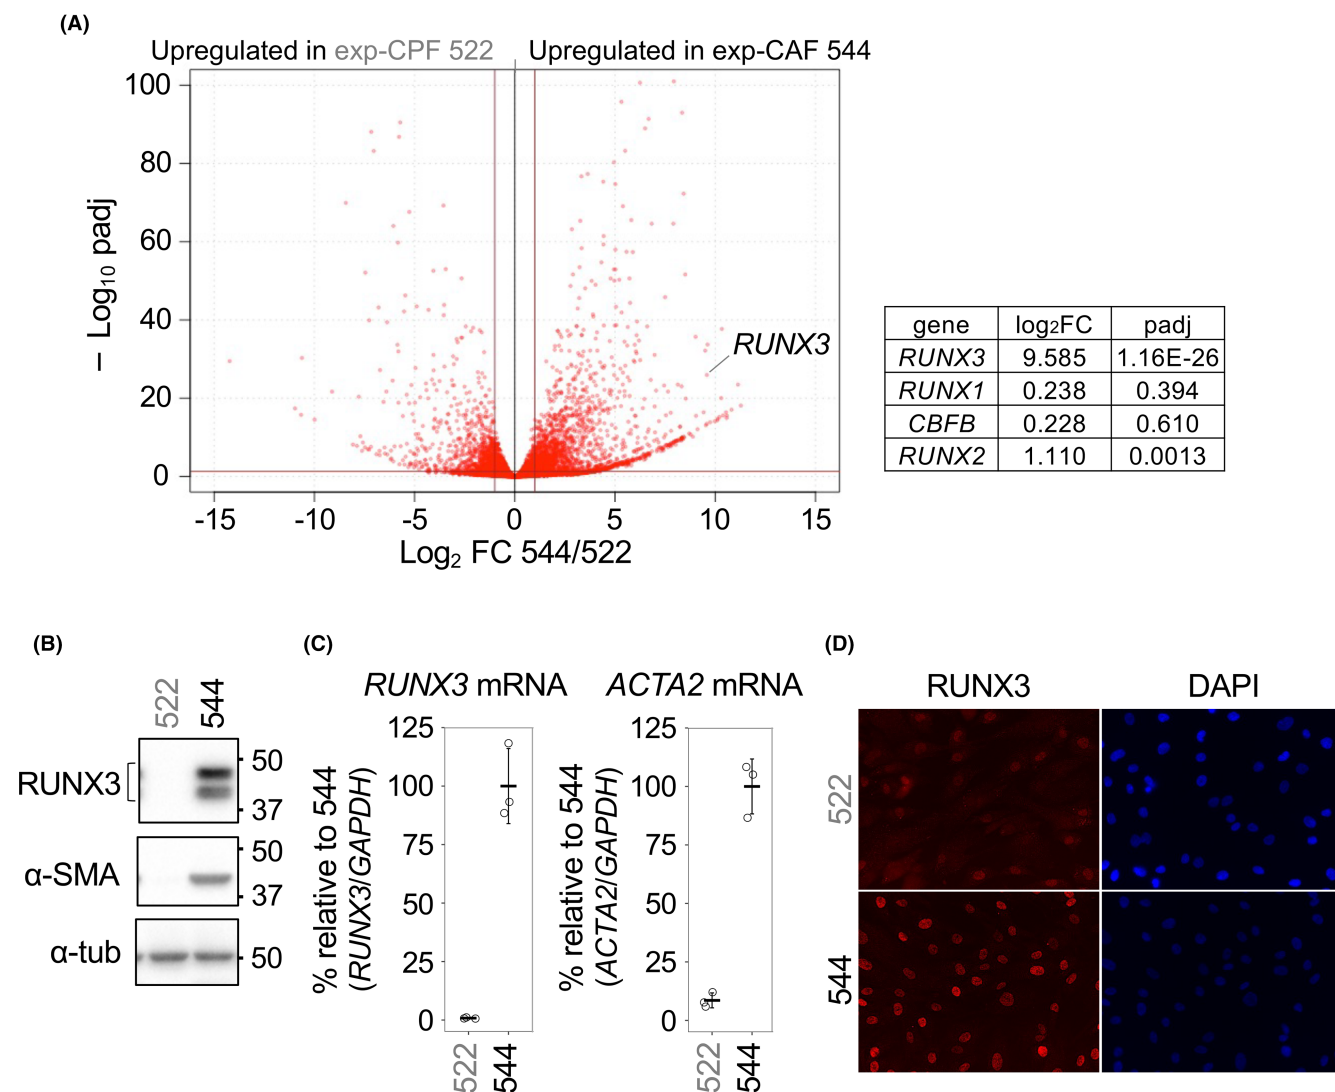 (A)
Upregulated in exp-CPF 522
Upregulated in exp-CAF 544
100
80
60
40
20
0
− Log10 padj
RUNX3
-15
-10
-5
0
5
10
15
Log2 FC 544/522
gene log2FC padj
RUNX3 9.585 1.16E-26
RUNX1 0.238 0.394
CBFB 0.228 0.610
RUNX2 1.110 0.0013
(B)
522
544
RUNX3
50
37
α-SMA
50
37
α-tub
50
(C)
RUNX3 mRNA
% relative to 544
(RUNX3/GAPDH)
125
100
75
50
25
0
522
544
ACTA2 mRNA
% relative to 544
(ACTA2/GAPDH)
125
100
75
50
25
0
522
544
(D)
RUNX3
DAPI
522
544